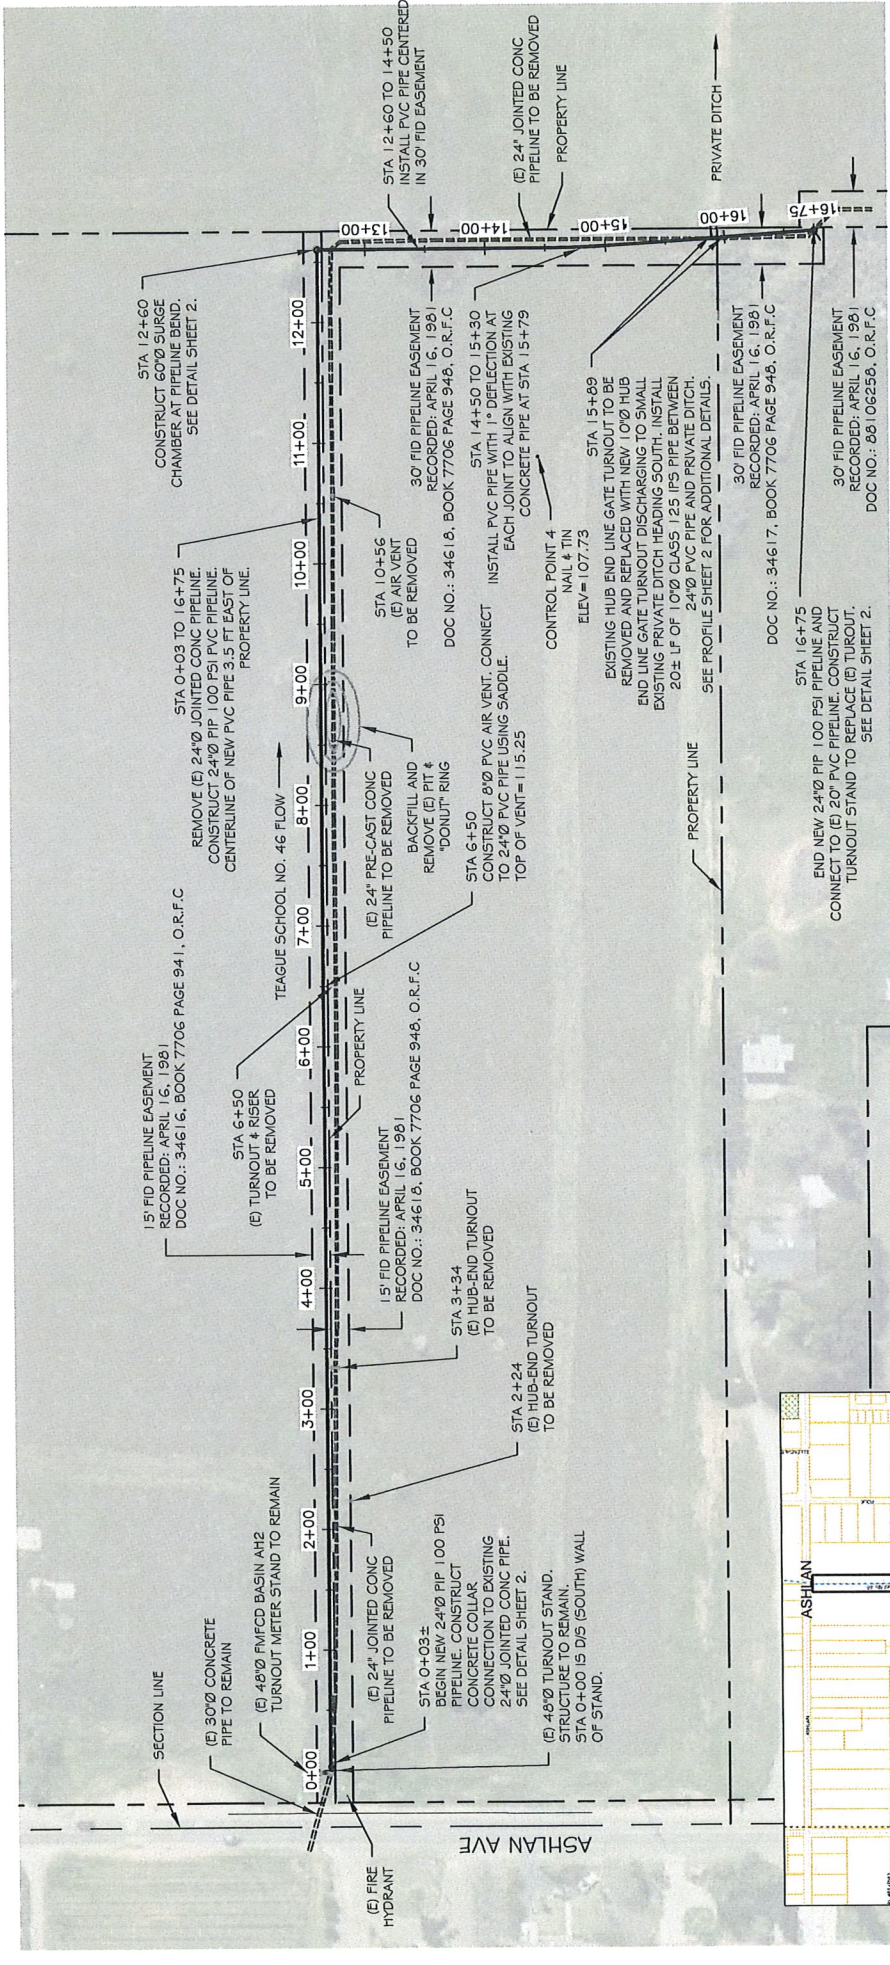 SECTION LINE
(E) 30"Ø CONCRETE
PIPE TO REMAIN
(E) 48"Ø FMFCD BASIN AH2
TURNOUT METER STAND TO REMAIN
15' FID PIPELINE EASEMENT
RECORDED: APRIL 16, 1981
DOC NO.: 34616, BOOK 7706 PAGE 941, O.R.F.C
STA 6+50
(E) TURNOUT & RISER
TO BE REMOVED
TEAGUE SCHOOL NO. 46 FLOW
STA 0+03 TO 16+75
REMOVE (E) 24"Ø JOINTED CONC PIPELINE.
CONSTRUCT 24"Ø PIP 100 PSI PVC PIPELINE.
CENTERLINE OF NEW PVC PIPE 3.5 FT EAST OF
PROPERTY LINE.
STA 12+60
CONSTRUCT 60"Ø SURGE
CHAMBER AT PIPELINE BEND.
SEE DETAIL SHEET 2.
STA 12+60 TO 14+50
INSTALL PVC PIPE CENTERED
IN 30' FID EASEMENT
0+00
1+00
2+00
3+00
4+00
5+00
6+00
7+00
8+00
9+00
10+00
11+00
12+00
13+00
14+00
15+00
16+00
16+75
(E) FIRE
HYDRANT
ASHLAN AVE
(E) 24" JOINTED CONC
PIPELINE TO BE REMOVED
STA 0+03±
BEGIN NEW 24"Ø PIP 100 PSI
PIPELINE. CONSTRUCT
CONCRETE COLLAR
CONNECTION TO EXISTING
24"Ø JOINTED CONC PIPE.
SEE DETAIL SHEET 2.
(E) 48"Ø TURNOUT STAND.
STRUCTURE TO REMAIN.
STA 0+00 IS D/S (SOUTH) WALL
OF STAND.
STA 2+24
(E) HUB-END TURNOUT
TO BE REMOVED
STA 3+34
(E) HUB-END TURNOUT
TO BE REMOVED
15' FID PIPELINE EASEMENT
RECORDED: APRIL 16, 1981
DOC NO.: 34618, BOOK 7706 PAGE 948, O.R.F.C
PROPERTY LINE
(E) 24" PRE-CAST CONC
PIPELINE TO BE REMOVED
BACKFILL AND
REMOVE (E) PIT &
"DONUT" RING
STA 6+50
CONSTRUCT 8"Ø PVC AIR VENT. CONNECT
TO 24"Ø PVC PIPE USING SADDLE.
TOP OF VENT=115.25
STA 10+56
(E) AIR VENT
TO BE REMOVED
30' FID PIPELINE EASEMENT
RECORDED: APRIL 16, 1981
DOC NO.: 34618, BOOK 7706 PAGE 948, O.R.F.C
STA 14+50 TO 15+30
INSTALL PVC PIPE WITH 1° DEFLECTION AT
EACH JOINT TO ALIGN WITH EXISTING
CONCRETE PIPE AT STA 15+79
(E) 24" JOINTED CONC
PIPELINE TO BE REMOVED
PROPERTY LINE
CONTROL POINT 4
NAIL & TIN
ELEV=107.73
STA 15+89
EXISTING HUB END LINE GATE TURNOUT TO BE
REMOVED AND REPLACED WITH NEW 10"Ø HUB
END LINE GATE TURNOUT DISCHARGING TO SMALL
EXISTING PRIVATE DITCH HEADING SOUTH. INSTALL
20± LF OF 10"Ø CLASS 125 IPS PIPE BETWEEN
24"Ø PVC PIPE AND PRIVATE DITCH.
SEE PROFILE SHEET 2 FOR ADDITIONAL DETAILS.
PRIVATE DITCH
PROPERTY LINE
30' FID PIPELINE EASEMENT
RECORDED: APRIL 16, 1981
DOC NO.: 34617, BOOK 7706 PAGE 948, O.R.F.C
STA 16+75
END NEW 24"Ø PIP 100 PSI PIPELINE AND
CONNECT TO (E) 20" PVC PIPELINE. CONSTRUCT
TURNOUT STAND TO REPLACE (E) TUROUT.
SEE DETAIL SHEET 2.
30' FID PIPELINE EASEMENT
RECORDED: APRIL 16, 1981
DOC NO.: 88106258, O.R.F.C
ASHLAN
ASHLAN
POLK